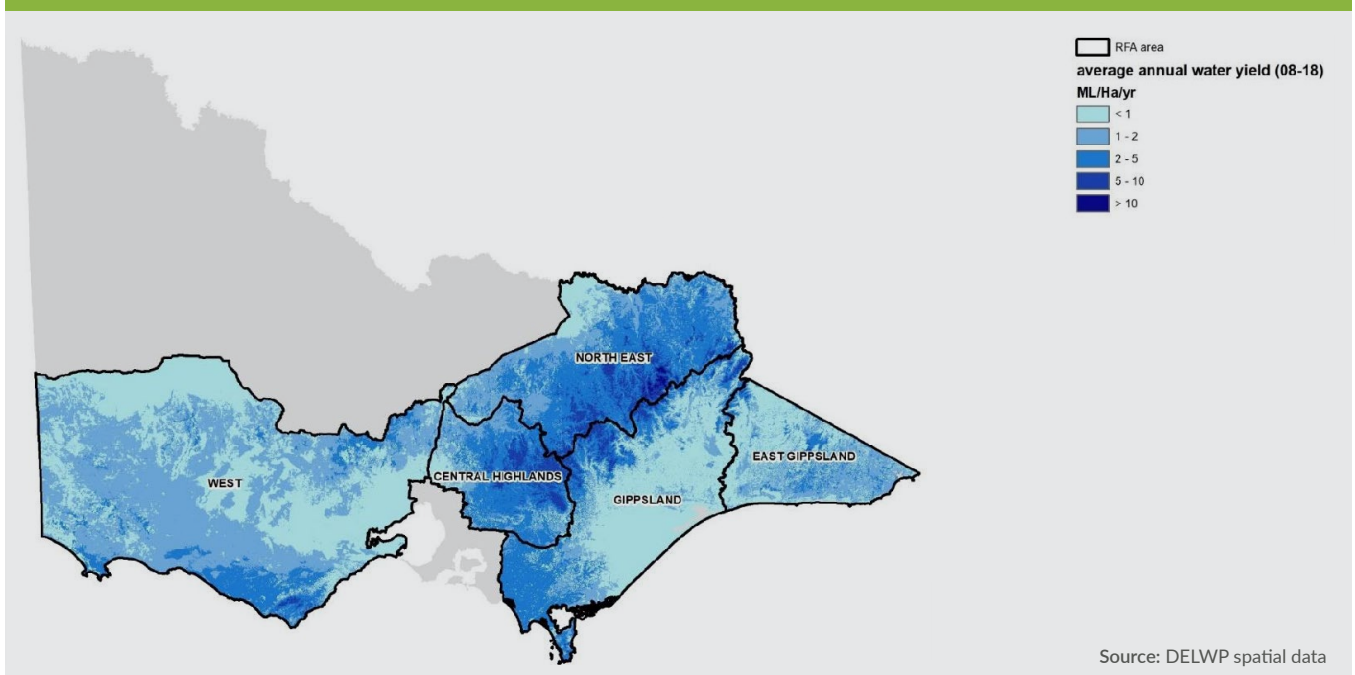 RFA area
average annual water yield (08-18)
ML/Ha/yr
< 1
1 - 2
2 - 5
5 - 10
> 10
NORTH EAST
EAST GIPPSLAND
CENTRAL HIGHLANDS
WEST
GIPPSLAND
Source: DELWP spatial data